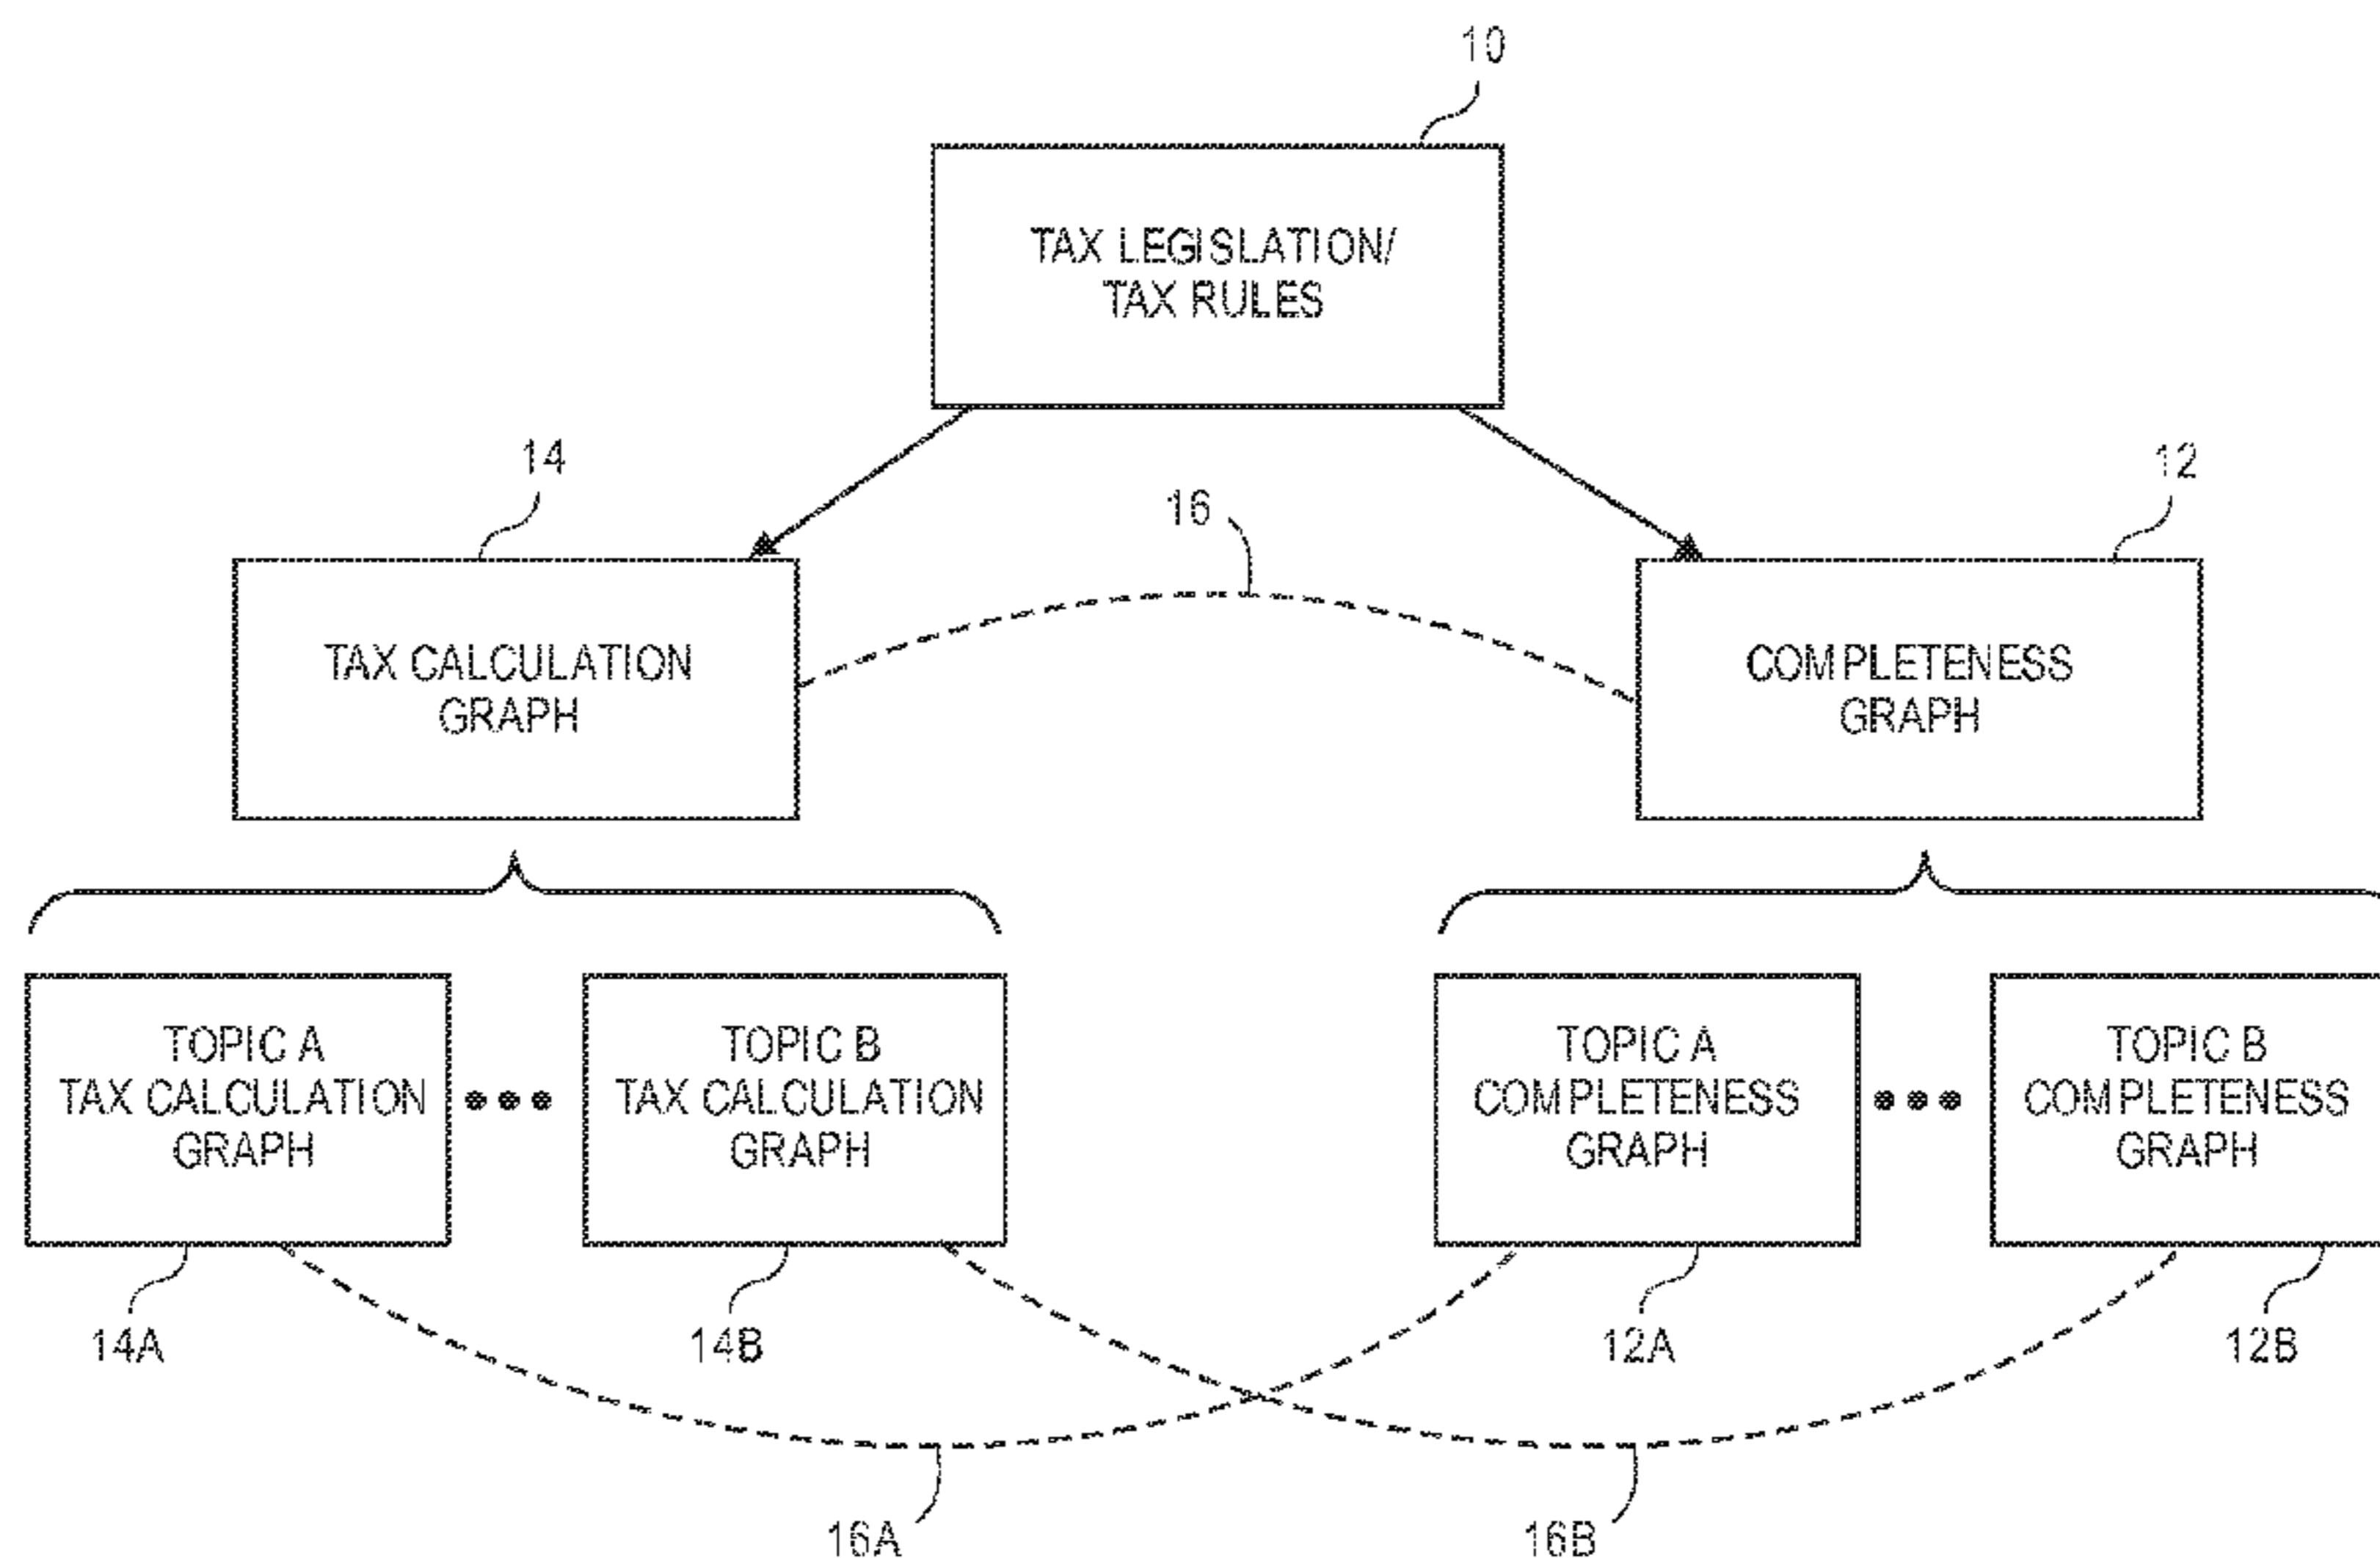 10
TAX LEGISLATION/
TAX RULES
14
12
16
TAX CALCULATION
GRAPH
COMPLETENESS
GRAPH
TOPIC A
TAX CALCULATION
GRAPH
TOPIC B
TAX CALCULATION
GRAPH
TOPIC A
COMPLETENESS
GRAPH
TOPIC B
COMPLETENESS
GRAPH
14A
14B
12A
12B
16A
16B